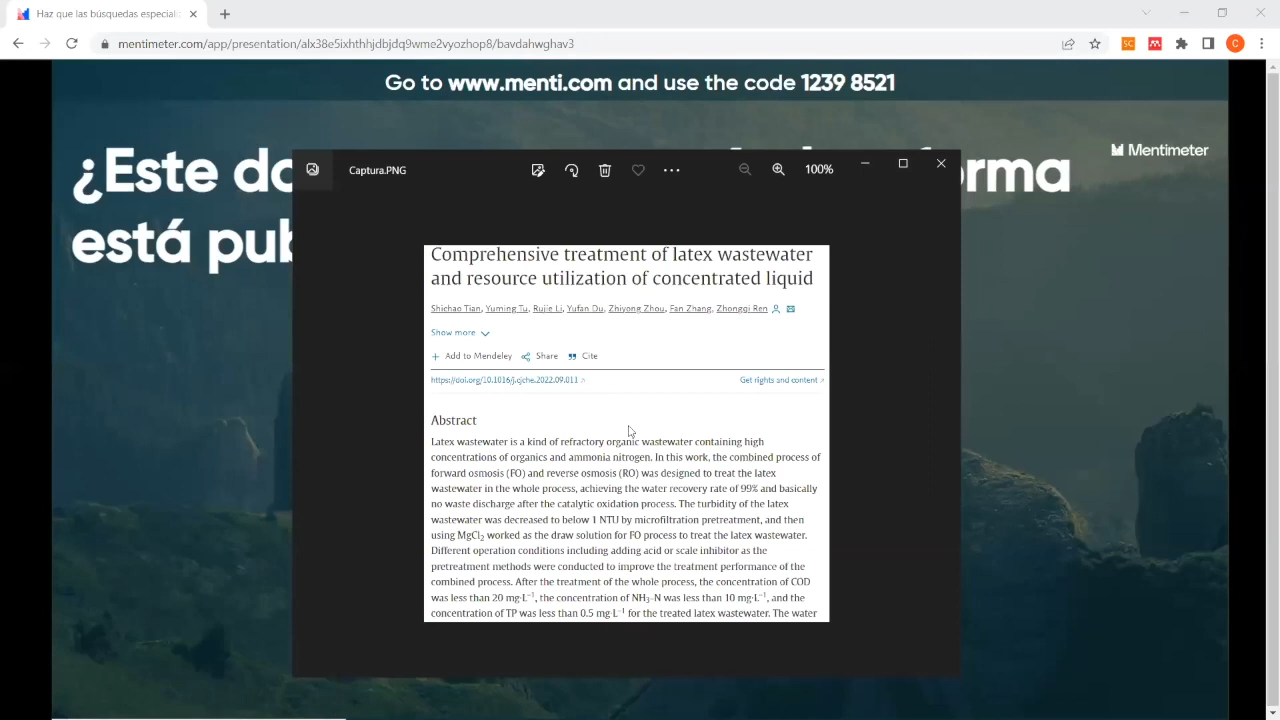 Haz que las búsquedas especial
mentimeter.com/app/presentation/
Go to www.menti.com and use the code 1239 8521
¿Este do
orma
está pub
Mentimeter
Captura.PNG
100%
Comprehensive treatment of latex wastewater
and resource utilization of concentrated liquid
Shichao Tian, Yuming Tu, Rujie Li, Yufan Du, Zhiyong Zhou, Fan Zhang, Zhongqi Ren
Show more
Add to Mendeley Share Cite
https://doi.org/10.1016/j.cjche.2022.09.011 Get rights and content
Abstract
Latex wastewater is a kind of refractory organic wastewater containing high
concentrations of organics and ammonia nitrogen. In this work, the combined process of
forward osmosis (FO) and reverse osmosis (RO) was designed to treat the latex
wastewater in the whole process, achieving the water recovery rate of 99% and basically
no waste discharge after the catalytic oxidation process. The turbidity of the latex
wastewater was decreased to below 1 NTU by microfiltration pretreatment, and then
using MgCl₂ worked as the draw solution for FO process to treat the latex wastewater.
Different operation conditions including adding acid or scale inhibitor as the
pretreatment methods were conducted to improve the treatment performance of the
combined process. After the treatment of the whole process, the concentration of COD
was less than 20 mg·L⁻¹, the concentration of NH₃-N was less than 10 mg·L⁻¹, and the
concentration of TP was less than 0.5 mg·L⁻¹ for the treated latex wastewater. The water